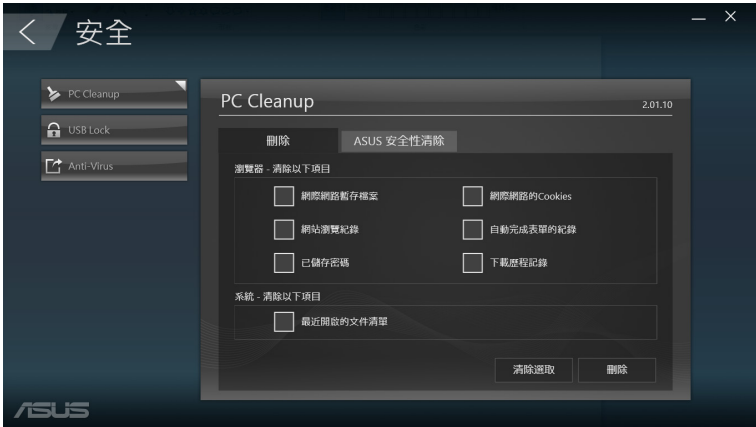 安全
PC Cleanup
USB Lock
Anti-Virus
PC Cleanup
2.01.10
刪除
ASUS 安全性清除
瀏覽器 - 清除以下項目
網際網路暫存檔案
網際網路的Cookies
網站瀏覽紀錄
自動完成表單的紀錄
已儲存密碼
下載歷程記錄
系統 - 清除以下項目
最近開啟的文件清單
清除選取
刪除
ASUS